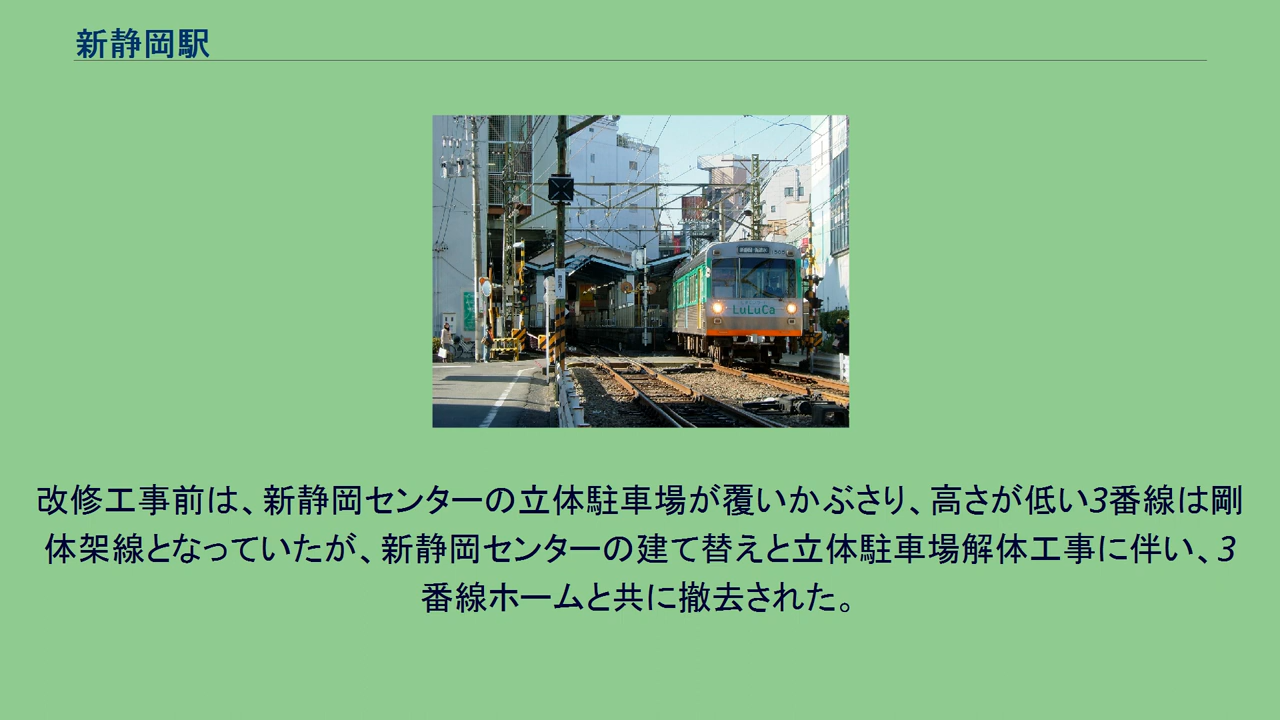 新静岡駅
LuLuCa
改修工事前は、新静岡センターの立体駐車場が覆いかぶさり、高さが低い3番線は剛
体架線となっていたが、新静岡センターの建て替えと立体駐車場解体工事に伴い、3
番線ホームと共に撤去された。